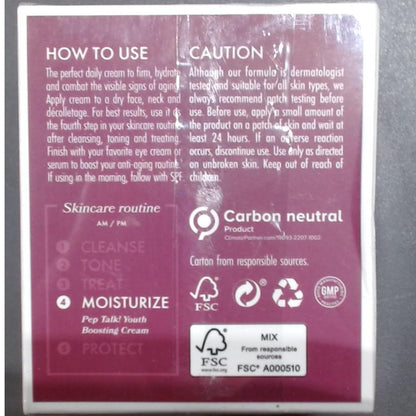 HOW TO USE
The perfect daily cream to firm, hydrate
and combat the visible signs of aging.
Apply cream to a dry face, neck and
décolletage. For best results, use it as
the fourth step in your skincare routine
after cleansing, toning and treating.
Finish with your favorite eye cream or
serum to boost your anti-aging routine.
If using in the morning, follow with SPF.
CAUTION
Although our formula is dermatologist
tested and suitable for all skin types, we
always recommend patch testing before
use. Before use, apply a small amount of
the product on a patch of skin and wait at
least 24 hours. If an adverse reaction
occurs, discontinue use. Use only as directed
on unbroken skin. Keep out of reach of
children.
Skincare routine
AM / PM
1 CLEANSE
2 TONE
3 TREAT
4 MOISTURIZE
Pep Talk! Youth
Boosting Cream
PROTECT
Carbon neutral
Product
Carton from responsible sources.
FSC
GMP
FSC
www.fsc.org
MIX
From responsible
sources
FSC® A000510